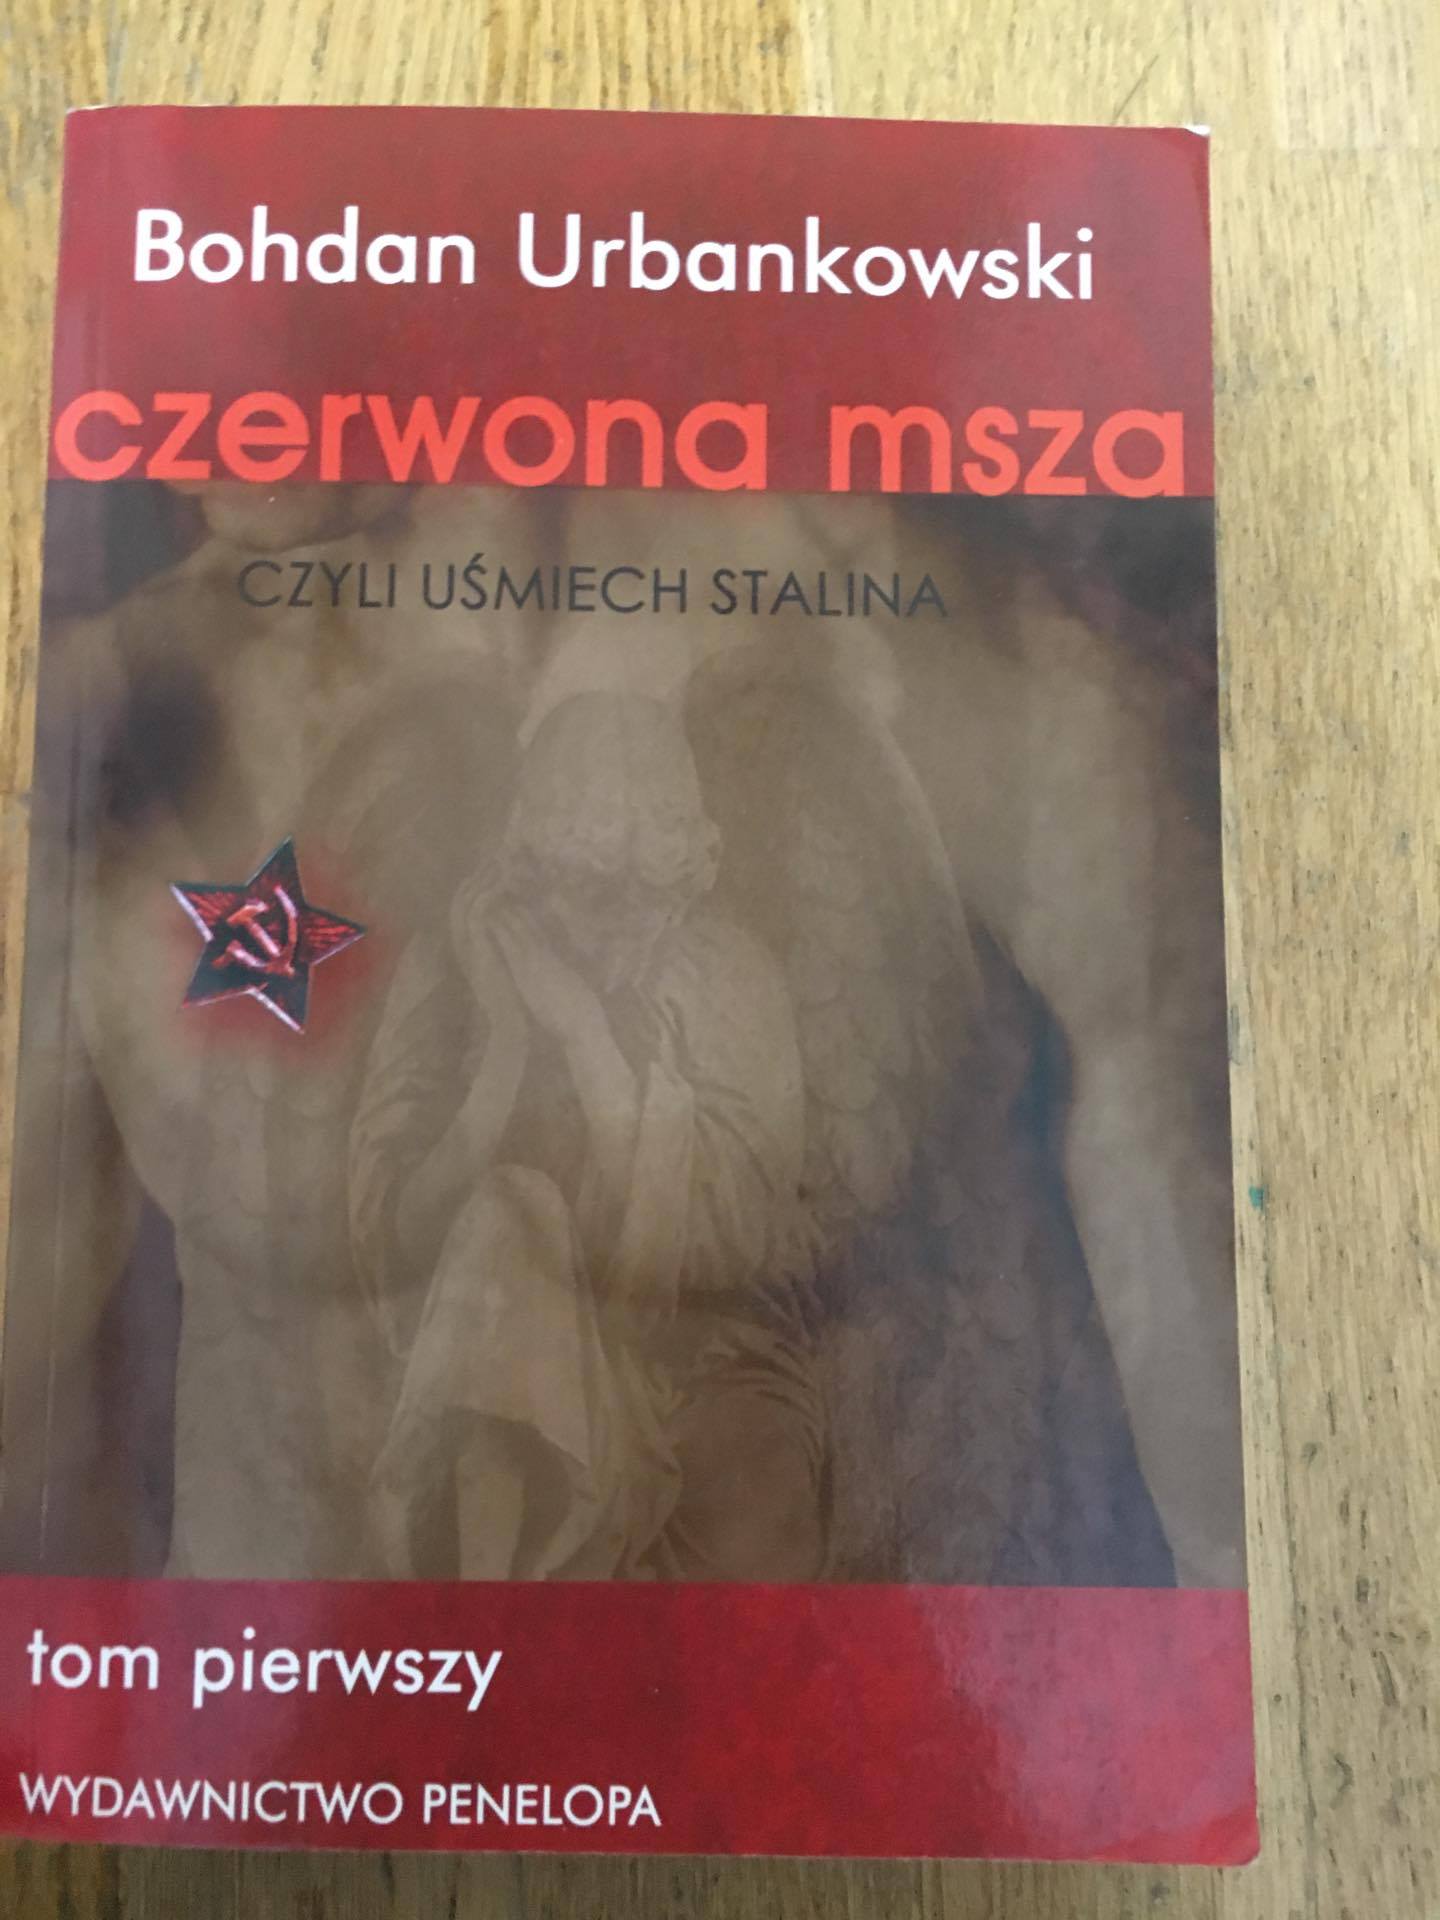 Bohdan Urbankowski
czerwona msza
CZYLI UŚMIECH STALINA
tom pierwszy
WYDAWNICTWO PENELOPA